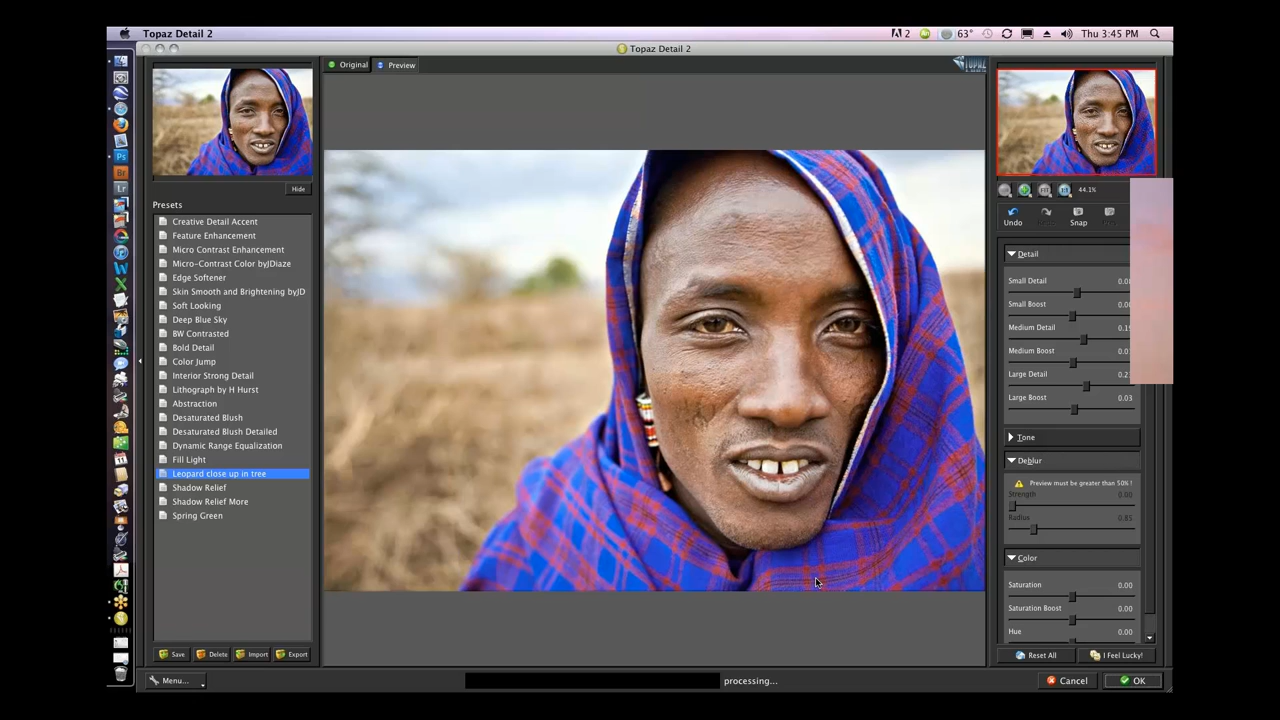 Topaz Detail 2
2
63°
Thu 3:45 PM
Topaz Detail 2
Original
Preview
TOPAZ
Hide
Presets
Creative Detail Accent
Feature Enhancement
Micro Contrast Enhancement
Micro-Contrast Color byJDiaze
Edge Softener
Skin Smooth and Brightening byJD
Soft Looking
Deep Blue Sky
BW Contrasted
Bold Detail
Color Jump
Interior Strong Detail
Lithograph by H Hurst
Abstraction
Desaturated Blush
Desaturated Blush Detailed
Dynamic Range Equalization
Fill Light
Leopard close up in tree
Shadow Relief
Shadow Relief More
Spring Green
Save
Delete
Import
Export
Menu...
processing...
44.1%
Undo
Snap
Detail
Small Detail
Small Boost
Medium Detail
Medium Boost
Large Detail
Large Boost 0.03
Tone
Deblur
Preview must be greater than 50% !
Strength 0.00
Radius 0.85
Color
Saturation 0.00
Saturation Boost 0.00
Hue 0.00
Reset All
I Feel Lucky!
Cancel
OK
Ps
Br
Lr